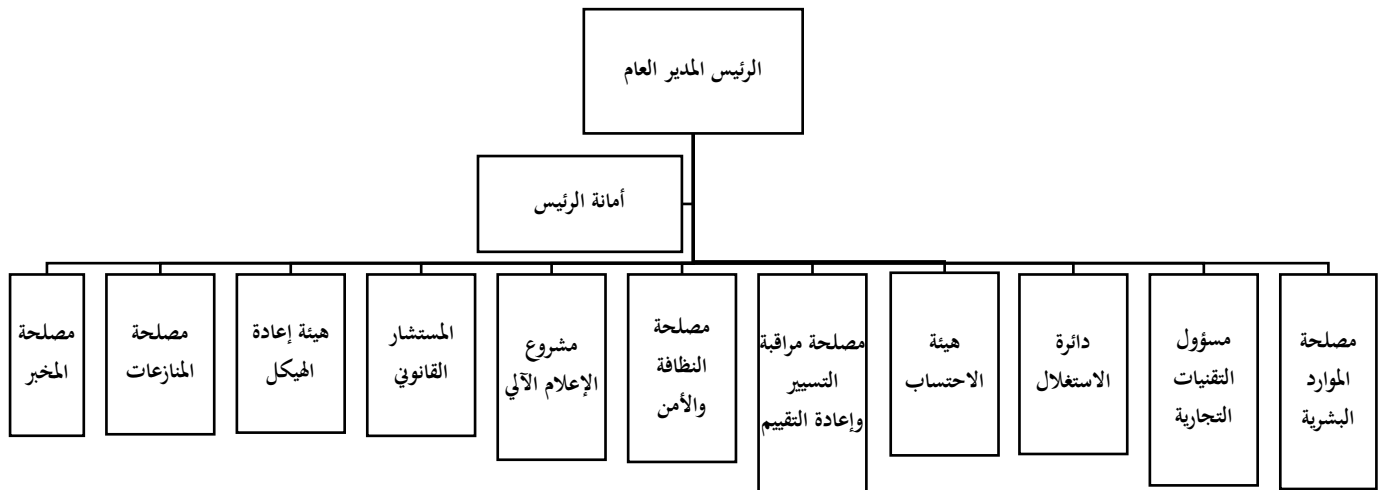 الرئيس المدير العام
أمانة الرئيس
مصلحة
الموارد
البشرية
مسؤول
التقنيات
التجارية
دائرة
الاستغلال
هيئة
الاحتساب
مصلحة مراقبة
التسيير
وإعادة التقييم
مصلحة
النظافة
والأمن
مشروع
الإعلام الآلي
المستشار
القانوني
هيئة إعادة
الهيكل
مصلحة
المنازعات
مصلحة
المخبر